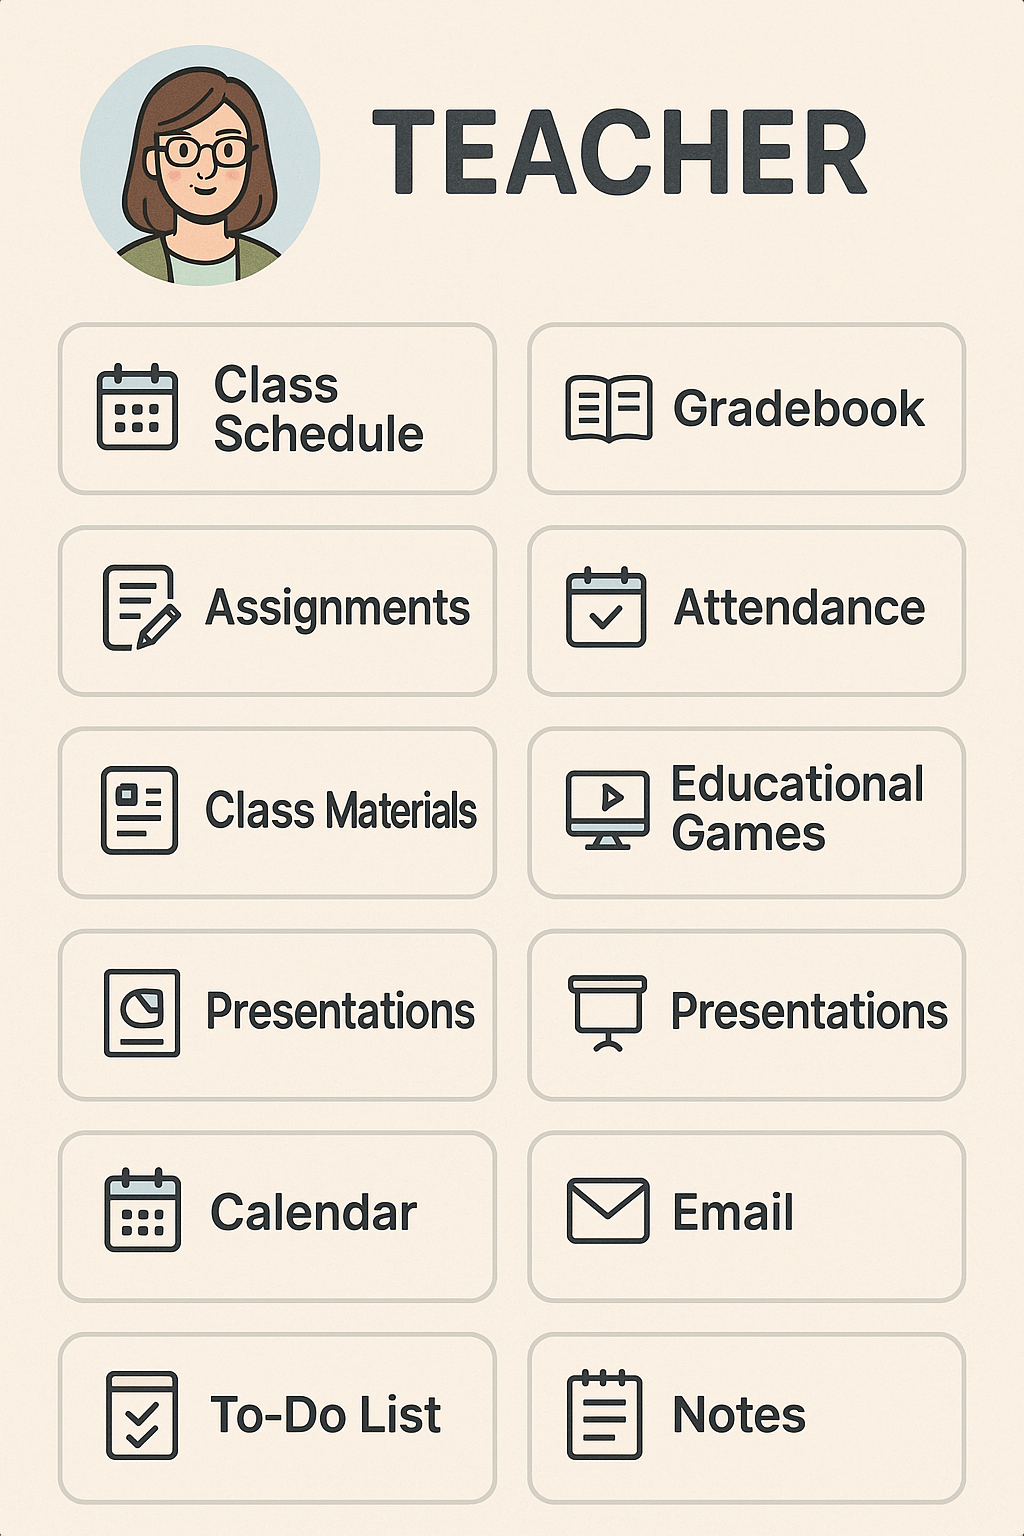 TEACHER
Class
Schedule
Gradebook
Assignments
Attendance
Class Materials
Educational
Games
Presentations
Presentations
Calendar
Email
To-Do List
Notes